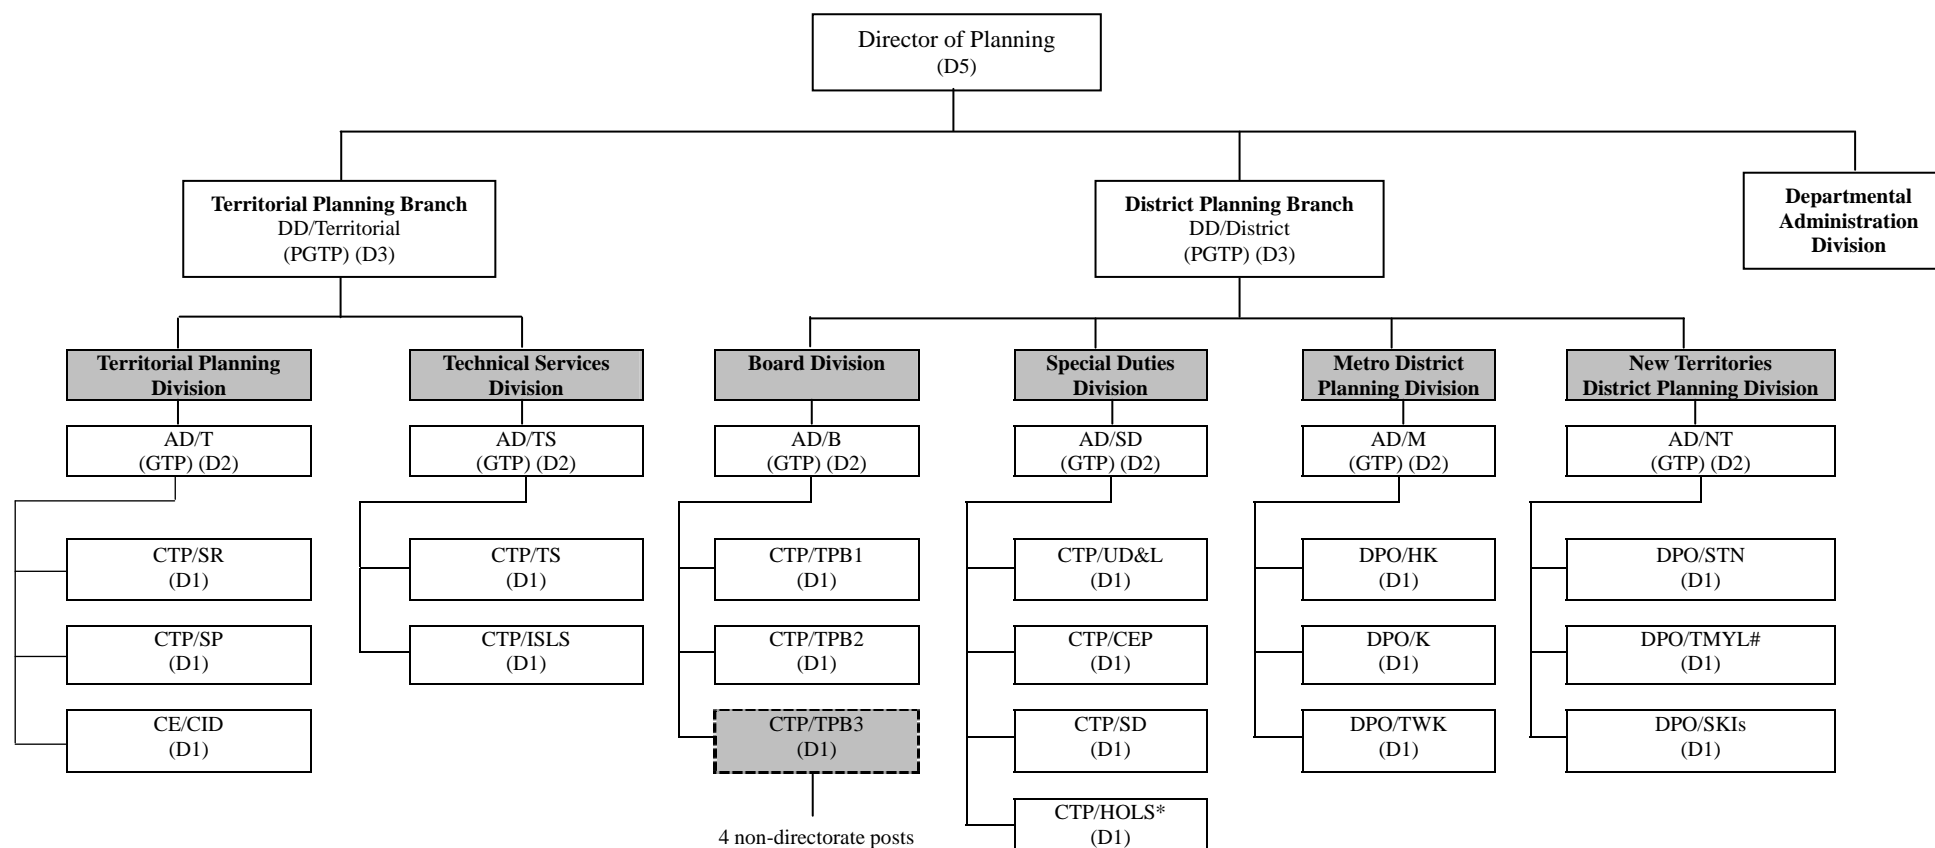 Director of Planning
(D5)
Territorial Planning Branch
DD/Territorial
(PGTP) (D3)
District Planning Branch
DD/District
(PGTP) (D3)
Departmental
Administration
Division
Territorial Planning
Division
AD/T
(GTP) (D2)
CTP/SR
(D1)
CTP/SP
(D1)
CE/CID
(D1)
Technical Services
Division
AD/TS
(GTP) (D2)
CTP/TS
(D1)
CTP/ISLS
(D1)
Board Division
AD/B
(GTP) (D2)
CTP/TPB1
(D1)
CTP/TPB2
(D1)
CTP/TPB3
(D1)
4 non-directorate posts
Special Duties
Division
AD/SD
(GTP) (D2)
CTP/UD&L
(D1)
CTP/CEP
(D1)
CTP/SD
(D1)
CTP/HOLS*
(D1)
Metro District
Planning Division
AD/M
(GTP) (D2)
DPO/HK
(D1)
DPO/K
(D1)
DPO/TWK
(D1)
New Territories
District Planning Division
AD/NT
(GTP) (D2)
DPO/STN
(D1)
DPO/TMYL#
(D1)
DPO/SKIs
(D1)